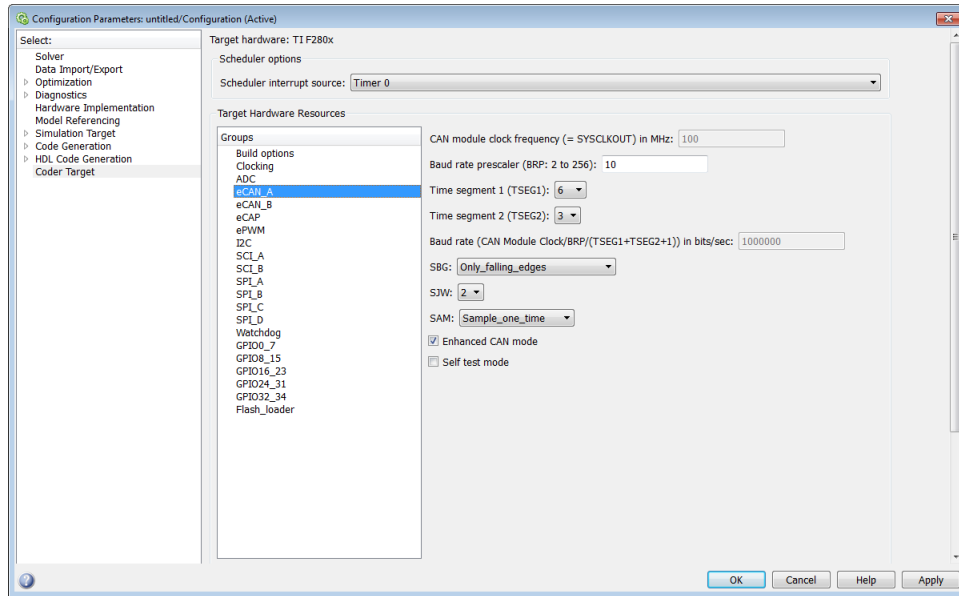 Configuration Parameters: untitled/Configuration (Active)
Select:
Solver
Data Import/Export
Optimization
Diagnostics
Hardware Implementation
Model Referencing
Simulation Target
Code Generation
HDL Code Generation
Coder Target
Target hardware: TI F280x
Scheduler options
Scheduler interrupt source: Timer 0
Target Hardware Resources
Groups
Build options
Clocking
ADC
eCAN_A
eCAN_B
eCAP
ePWM
I2C
SCI_A
SCI_B
SPI_A
SPI_B
SPI_C
SPI_D
Watchdog
GPIO0_7
GPIO8_15
GPIO16_23
GPIO24_31
GPIO32_34
Flash_loader
CAN module clock frequency (= SYSCLKOUT) in MHz: 100
Baud rate prescaler (BRP: 2 to 256): 10
Time segment 1 (TSEG1): 6
Time segment 2 (TSEG2): 3
Baud rate (CAN Module Clock/BRP/(TSEG1+TSEG2+1)) in bits/sec: 1000000
SBG: Only_falling_edges
SJW: 2
SAM: Sample_one_time
Enhanced CAN mode
Self test mode
OK Cancel Help Apply